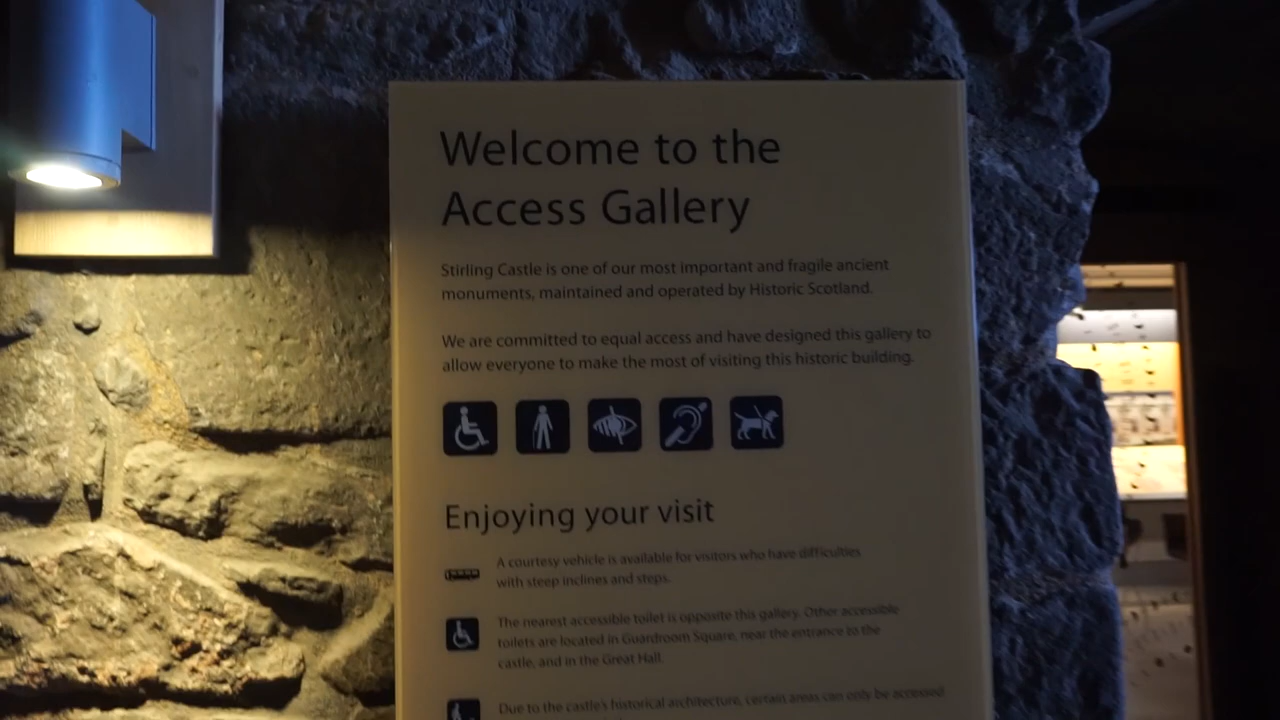 Welcome to the
Access Gallery
Stirling Castle is one of our most important and fragile ancient
monuments, maintained and operated by Historic Scotland.
We are committed to equal access and have designed this gallery to
allow everyone to make the most of visiting this historic building.
Enjoying your visit
A courtesy vehicle is available for visitors who have difficulties
with steep inclines and steps.
The nearest accessible toilet is opposite this gallery. Other accessible
toilets are located in Guardroom Square, near the entrance to the
castle, and in the Great Hall.
Due to the castle's historical architecture, certain areas can only be accessed